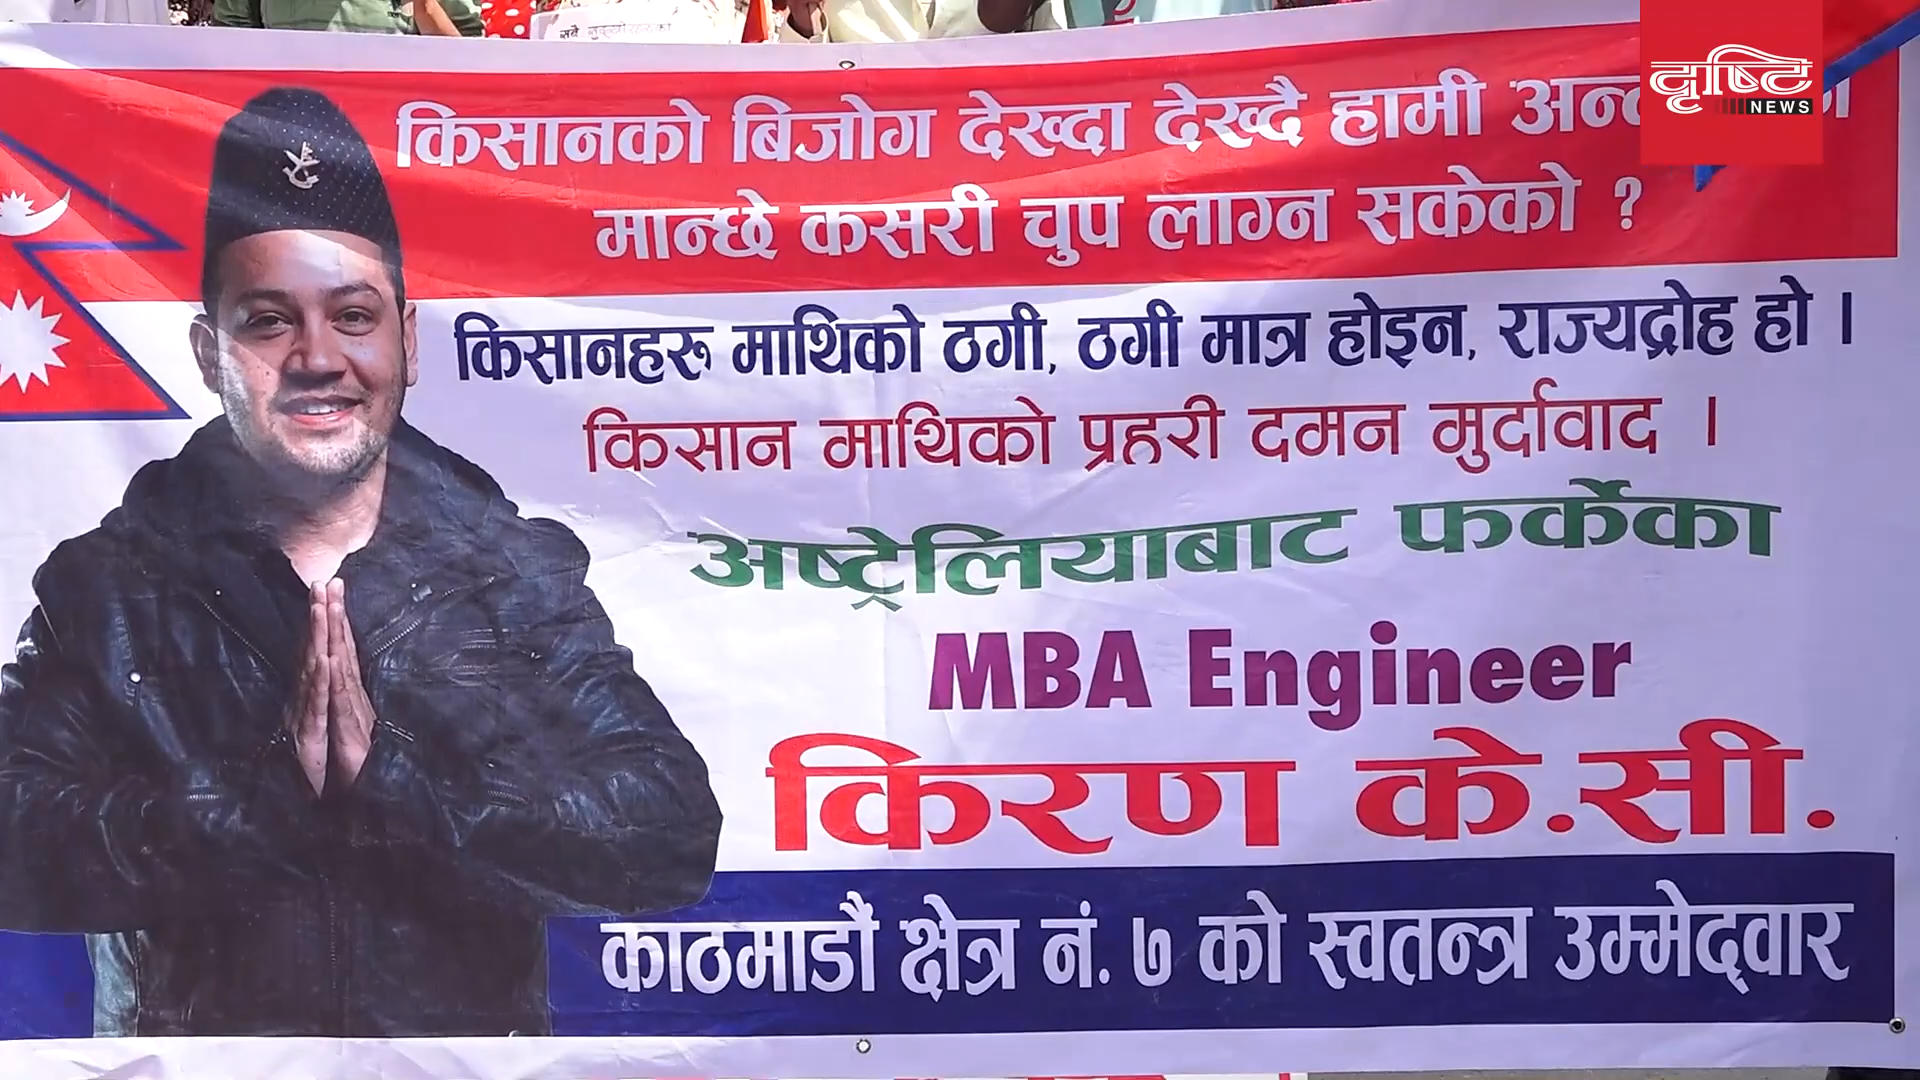 सबै
दृष्टि
NEWS
किसानको बिजोग देख्दा देख्दै हामी
मान्छे कसरी चुप लाग्न सकेको ?
किसानहरू माथिको ठगी, ठगी मात्र होइन, राज्यद्रोह हो ।
किसान माथिको प्रहरी दमन मुर्दावाद ।
अष्ट्रेलियाबाट फर्केका
MBA Engineer
किरण के.सी.
काठमाडौं क्षेत्र नं. ७ को स्वतन्त्र उम्मेद्वार